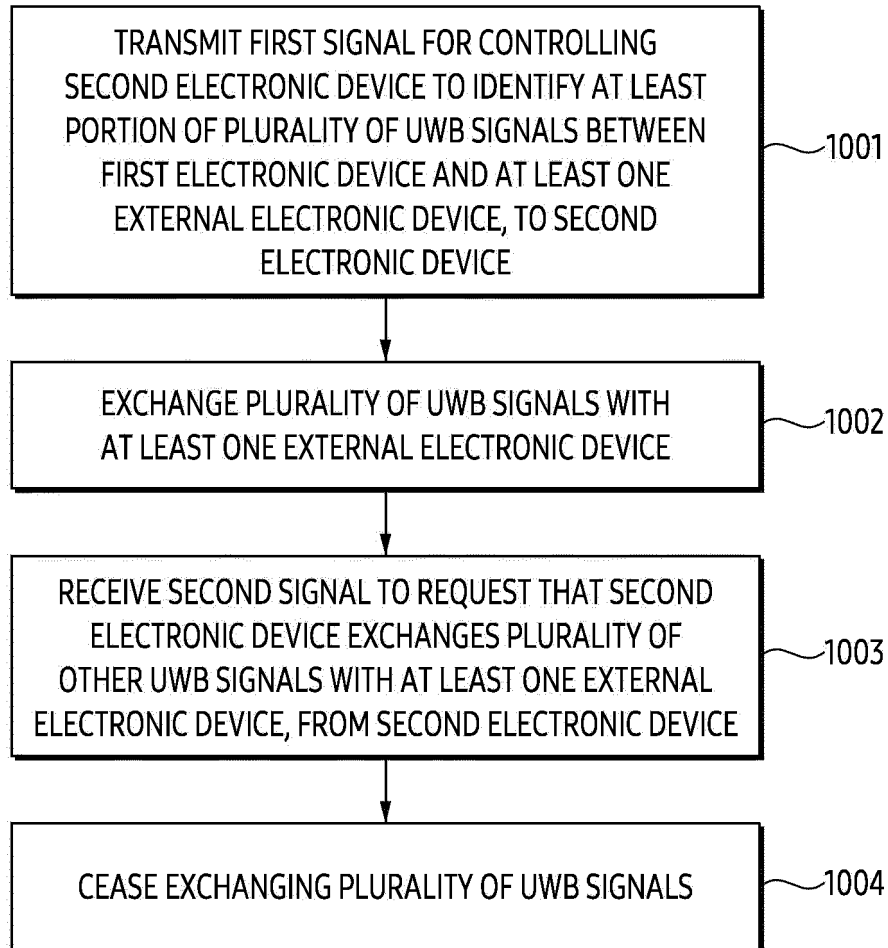 TRANSMIT FIRST SIGNAL FOR CONTROLLING
SECOND ELECTRONIC DEVICE TO IDENTIFY AT LEAST
PORTION OF PLURALITY OF UWB SIGNALS BETWEEN
FIRST ELECTRONIC DEVICE AND AT LEAST ONE
EXTERNAL ELECTRONIC DEVICE, TO SECOND
ELECTRONIC DEVICE
1001
EXCHANGE PLURALITY OF UWB SIGNALS WITH
AT LEAST ONE EXTERNAL ELECTRONIC DEVICE
1002
RECEIVE SECOND SIGNAL TO REQUEST THAT SECOND
ELECTRONIC DEVICE EXCHANGES PLURALITY OF
OTHER UWB SIGNALS WITH AT LEAST ONE EXTERNAL
ELECTRONIC DEVICE, FROM SECOND ELECTRONIC DEVICE
1003
CEASE EXCHANGING PLURALITY OF UWB SIGNALS
1004